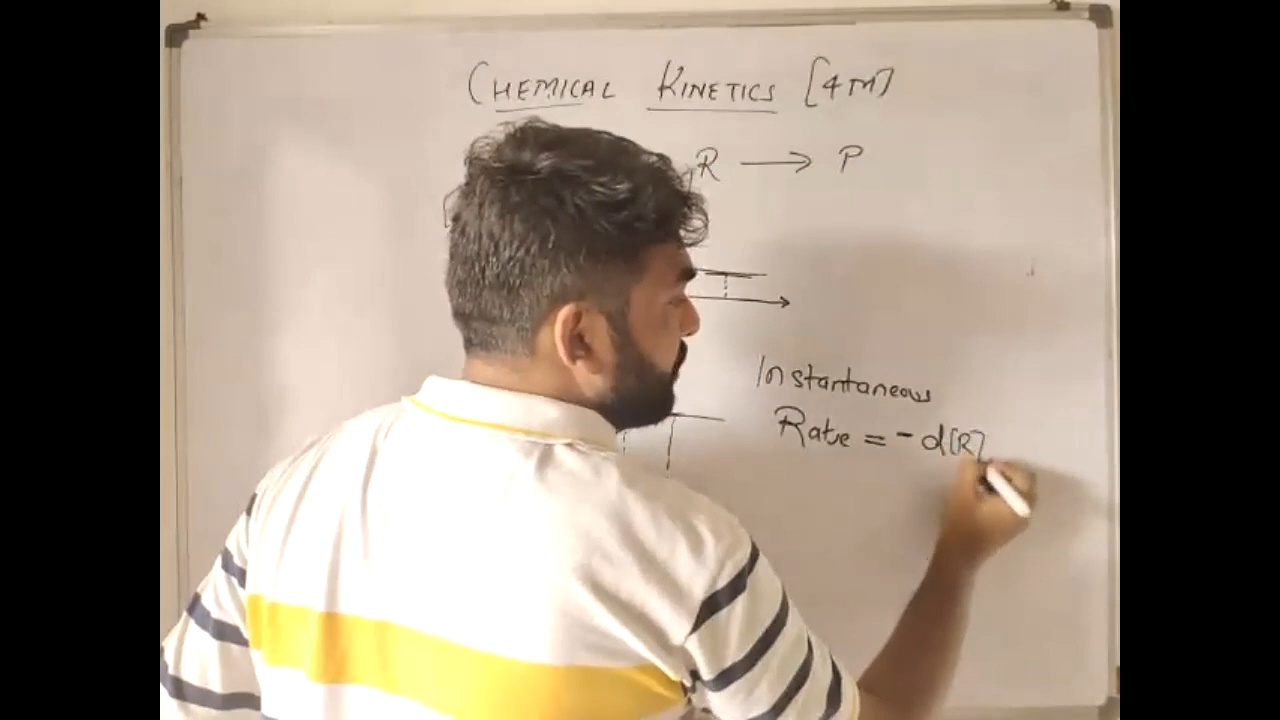 CHEMICAL KINETICS [4M]
R → P
Instantaneous
Rate = - d[R]